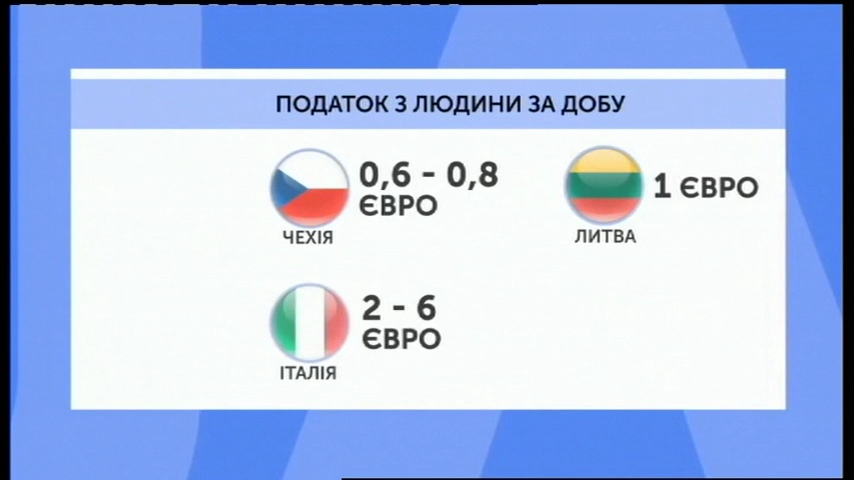 ПОДАТОК З ЛЮДИНИ ЗА ДОБУ
0,6 - 0,8
ЄВРО
ЧЕХІЯ
1 ЄВРО
ЛИТВА
2 - 6
ЄВРО
ІТАЛІЯ